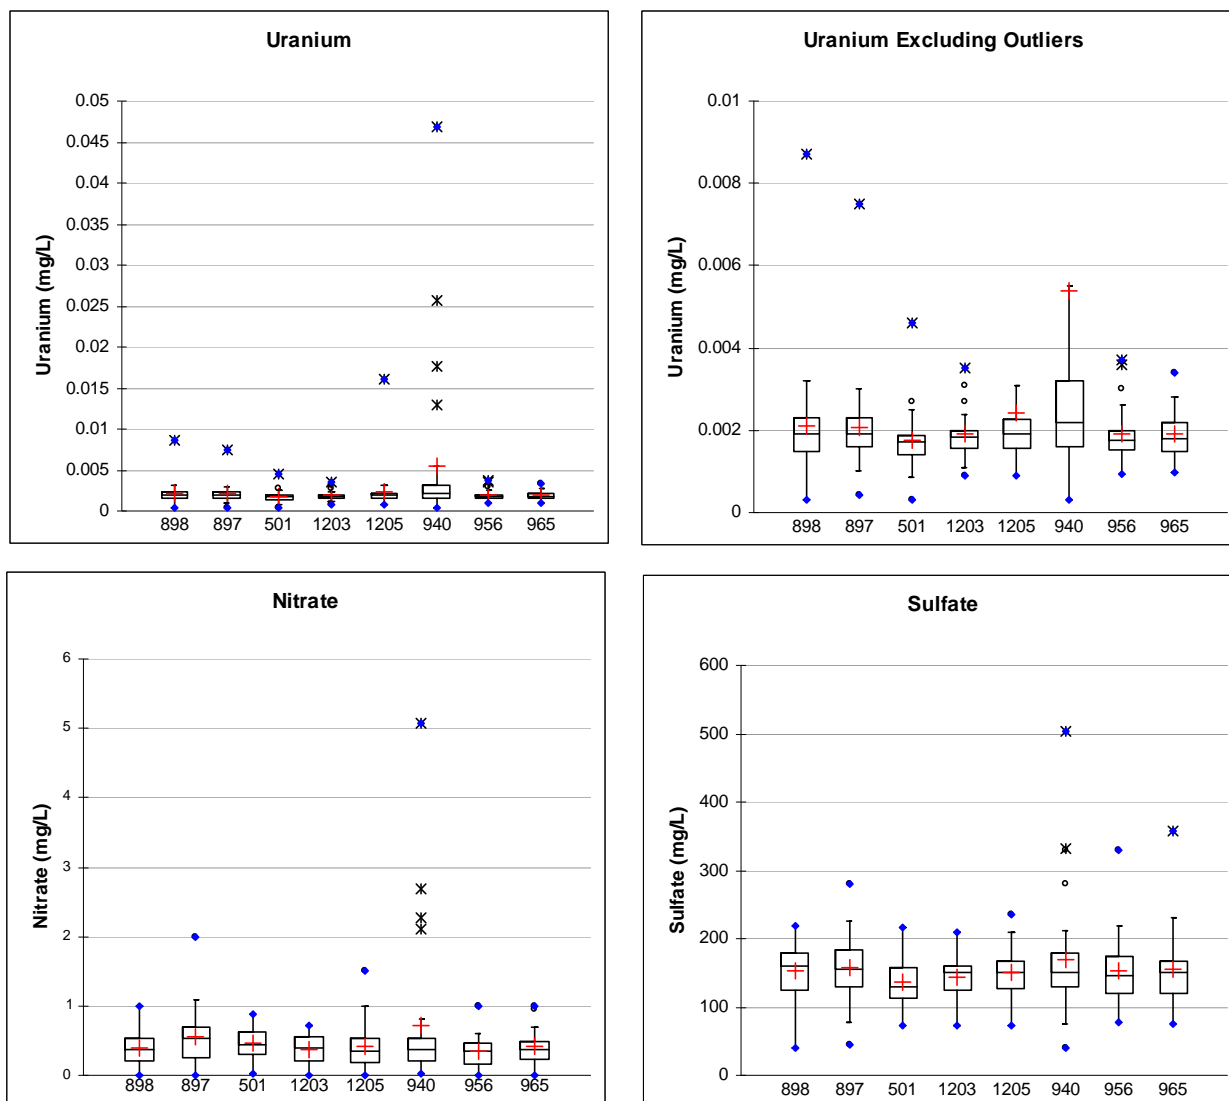 Uranium
Uranium (mg/L)
0.05
0.045
0.04
0.035
0.03
0.025
0.02
0.015
0.01
0.005
0
898 897 501 1203 1205 940 956 965
Uranium Excluding Outliers
Uranium (mg/L)
0.01
0.008
0.006
0.004
0.002
0
898 897 501 1203 1205 940 956 965
Nitrate
Nitrate (mg/L)
6
5
4
3
2
1
0
898 897 501 1203 1205 940 956 965
Sulfate
Sulfate (mg/L)
600
500
400
300
200
100
0
898 897 501 1203 1205 940 956 965